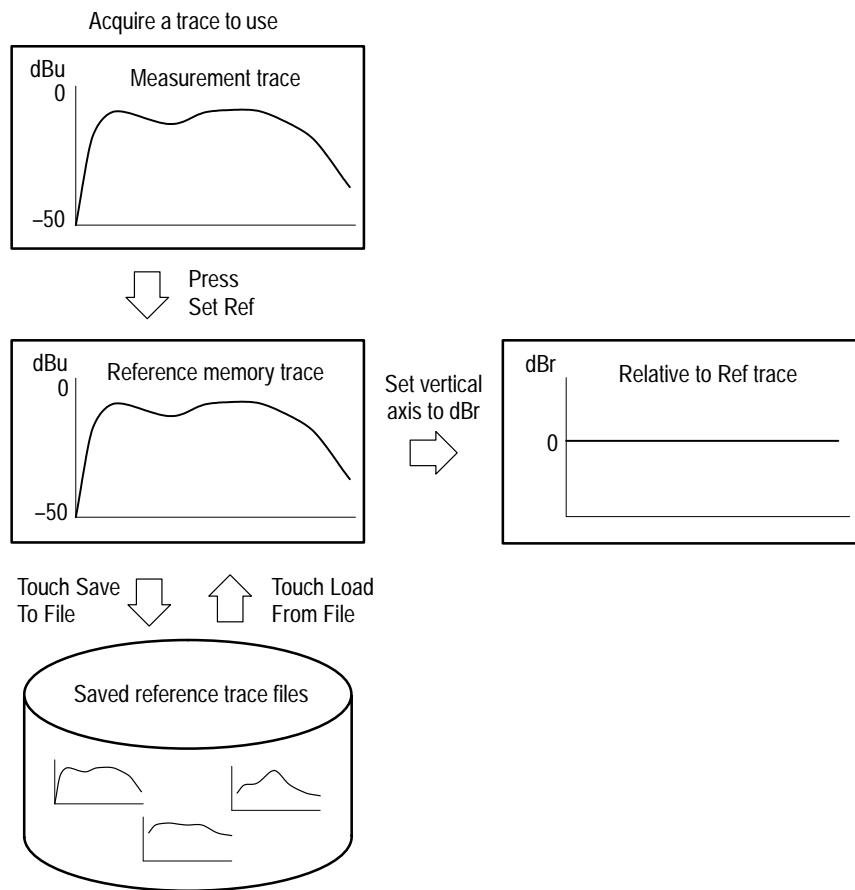 Acquire a trace to use
dBu
Measurement trace
0
–50
Press
Set Ref
dBu
Reference memory trace
0
–50
Set vertical
axis to dBr
dBr
Relative to Ref trace
0
Touch Save
To File
Touch Load
From File
Saved reference trace files